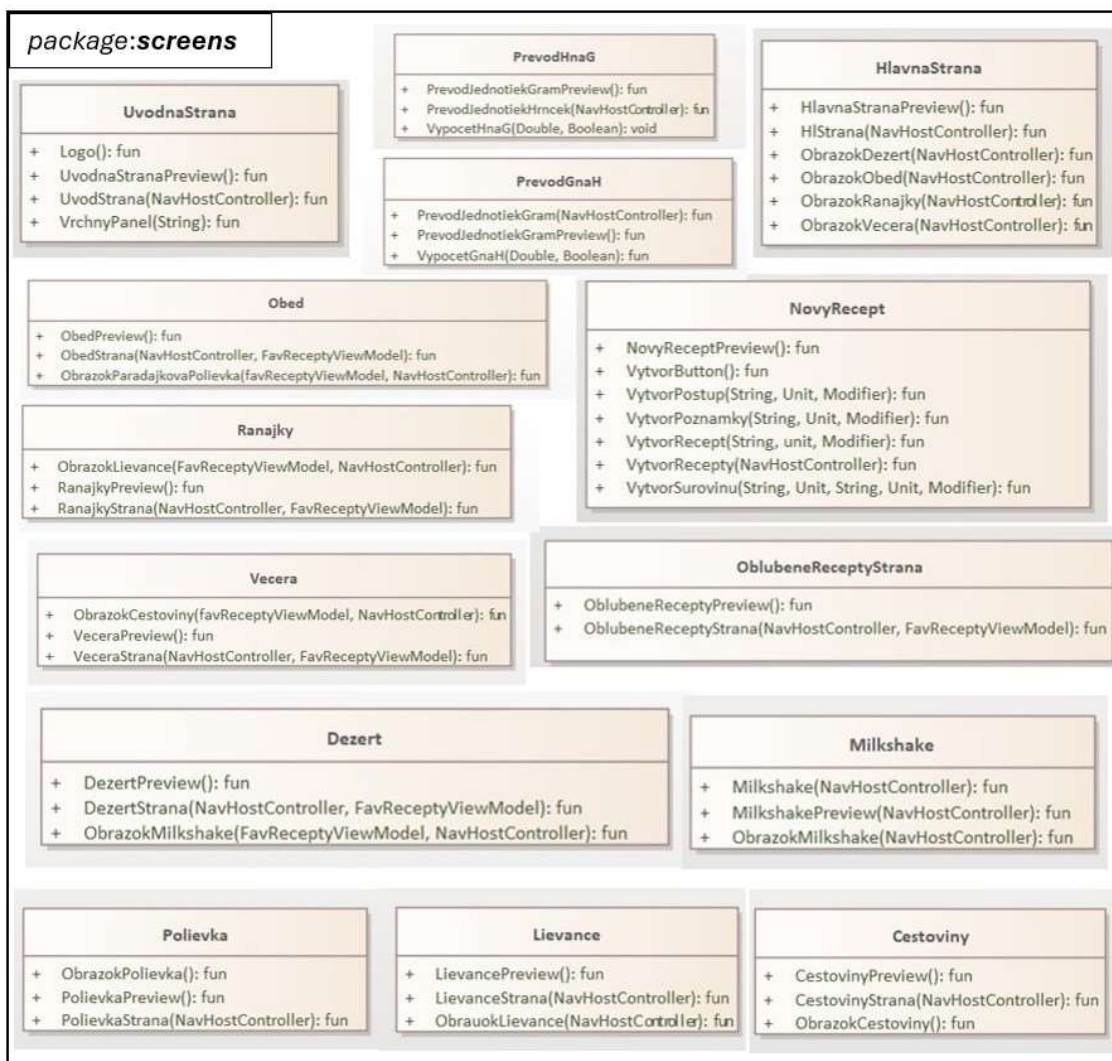 package:screens
UvodnaStrana
+ Logo(): fun
+ UvodnaStranaPreview(): fun
+ UvodStrana(NavHostController): fun
+ VrchnyPanel(String): fun
PrevodHnaG
+ PrevodJednotiekGramPreview(): fun
+ PrevodJednotiekHrncek(NavHostController): fun
+ VypocetHnaG(Double, Boolean): void
HlavnaStrana
+ HlavnaStranaPreview(): fun
+ HlStrana(NavHostController): fun
+ ObrazokDezert(NavHostController): fun
+ ObrazokObed(NavHostController): fun
+ ObrazokRanajky(NavHostController): fun
+ ObrazokVecera(NavHostController): fun
PrevodGnaH
+ PrevodJednotiekGram(NavHostController): fun
+ PrevodJednotiekGramPreview(): fun
+ VypocetGnaH(Double, Boolean): fun
Obed
+ ObedPreview(): fun
+ ObedStrana(NavHostController, FavReceptyViewModel): fun
+ ObrazokParadajkovaPolievka(favReceptyViewModel, NavHostController): fun
NovyRecept
+ NovyReceptPreview(): fun
+ VytvorButton(): fun
+ VytvorPostup(String, Unit, Modifier): fun
+ VytvorPoznamky(String, Unit, Modifier): fun
+ VytvorRecept(String, unit, Modifier): fun
+ VytvorRecepty(NavHostController): fun
+ VytvorSurovinu(String, Unit, String, Unit, Modifier): fun
Ranajky
+ ObrazokLievance(FavReceptyViewModel, NavHostController): fun
+ RanajkyPreview(): fun
+ RanajkyStrana(NavHostController, FavReceptyViewModel): fun
Vecera
+ ObrazokCestoviny(favReceptyViewModel, NavHostController): fun
+ VeceraPreview(): fun
+ VeceraStrana(NavHostController, FavReceptyViewModel): fun
OblubeneReceptyStrana
+ OblubeneReceptyPreview(): fun
+ OblubeneReceptyStrana(NavHostController, FavReceptyViewModel): fun
Dezert
+ DezertPreview(): fun
+ DezertStrana(NavHostController, FavReceptyViewModel): fun
+ ObrazokMilkshake(FavReceptyViewModel, NavHostController): fun
Milkshake
+ Milkshake(NavHostController): fun
+ MilkshakePreview(NavHostController): fun
+ ObrazokMilkshake(NavHostController): fun
Polievka
+ ObrazokPolievka(): fun
+ PolievkaPreview(): fun
+ PolievkaStrana(NavHostController): fun
Lievance
+ LievancePreview(): fun
+ LievanceStrana(NavHostController): fun
+ ObrauokLievance(NavHostController): fun
Cestoviny
+ CestovinyPreview(): fun
+ CestovinyStrana(NavHostController): fun
+ ObrazokCestoviny(): fun